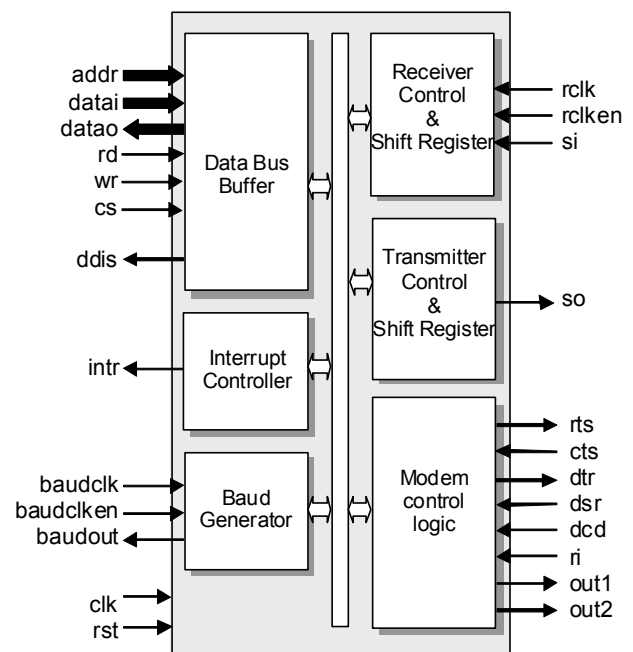 addr
datai
datao
rd
wr
cs
ddis
intr
baudclk
baudclken
baudout
clk
rst
Data Bus
Buffer
Interrupt
Controller
Baud
Generator
Receiver
Control
&
Shift Register
Transmitter
Control
&
Shift Register
Modem
control
logic
rclk
rclken
si
so
rts
cts
dtr
dsr
dcd
ri
out1
out2